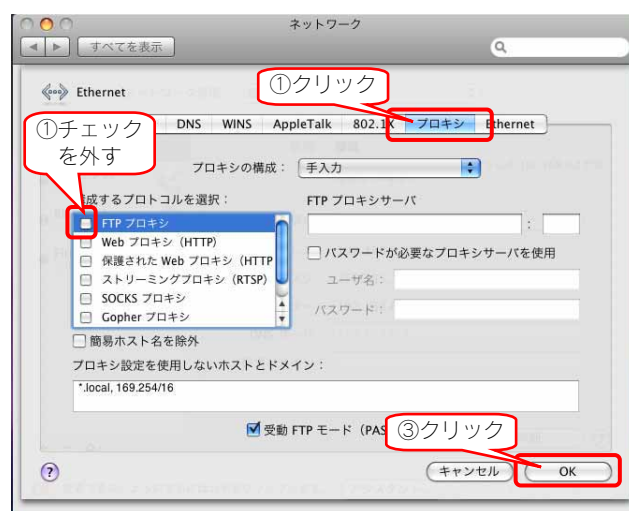 ネットワーク
すべてを表示
Ethernet
①クリック
①チェック
を外す
DNS WINS AppleTalk 802.1X プロキシ Ethernet
プロキシの構成： 手入力
成するプロトコルを選択：
FTP プロキシ
Web プロキシ（HTTP）
保護された Web プロキシ（HTTP
ストリーミングプロキシ（RTSP）
SOCKS プロキシ
Gopher プロキシ
FTP プロキシサーバ
:
パスワードが必要なプロキシサーバを使用
ユーザ名：
パスワード：
簡易ホスト名を除外
プロキシ設定を使用しないホストとドメイン：
*.local, 169.254/16
受動 FTP モード（PAS
③クリック
?
キャンセル
OK